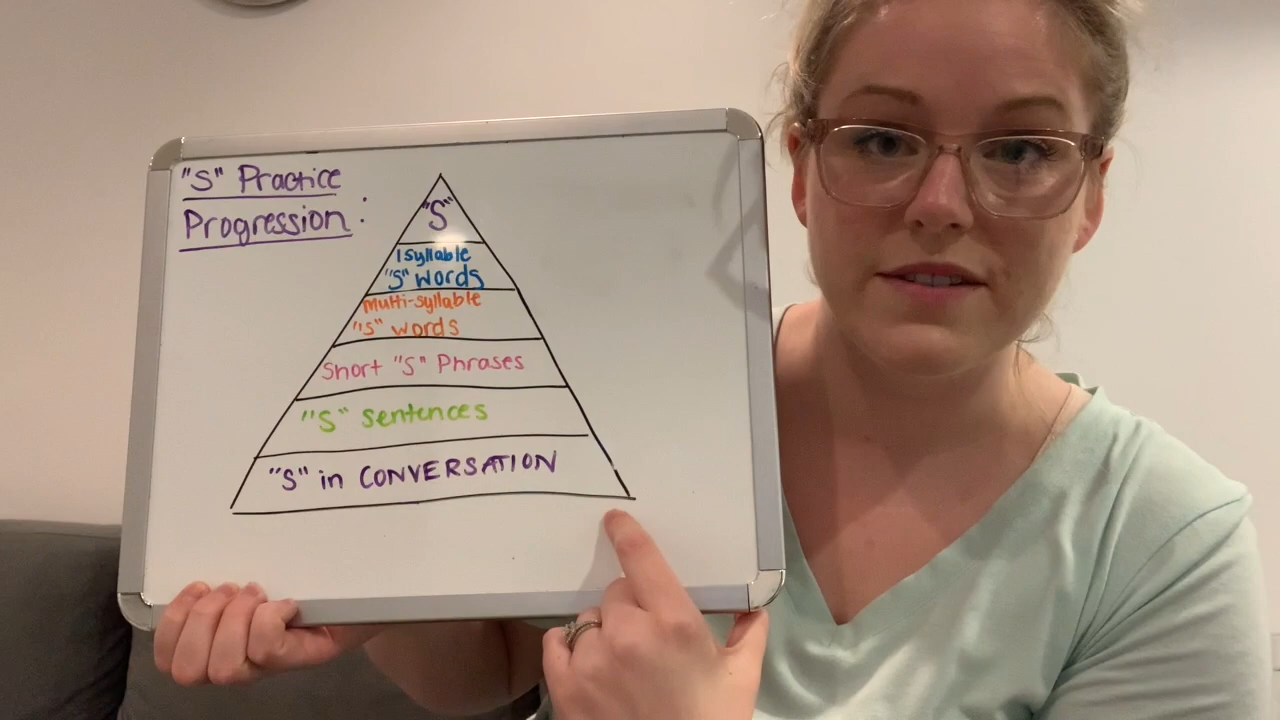 "S" Practice
Progression:
"S"
1 syllable
"S" words
Multi-syllable
"S" words
Short "S" Phrases
"S" sentences
"S" in CONVERSATION